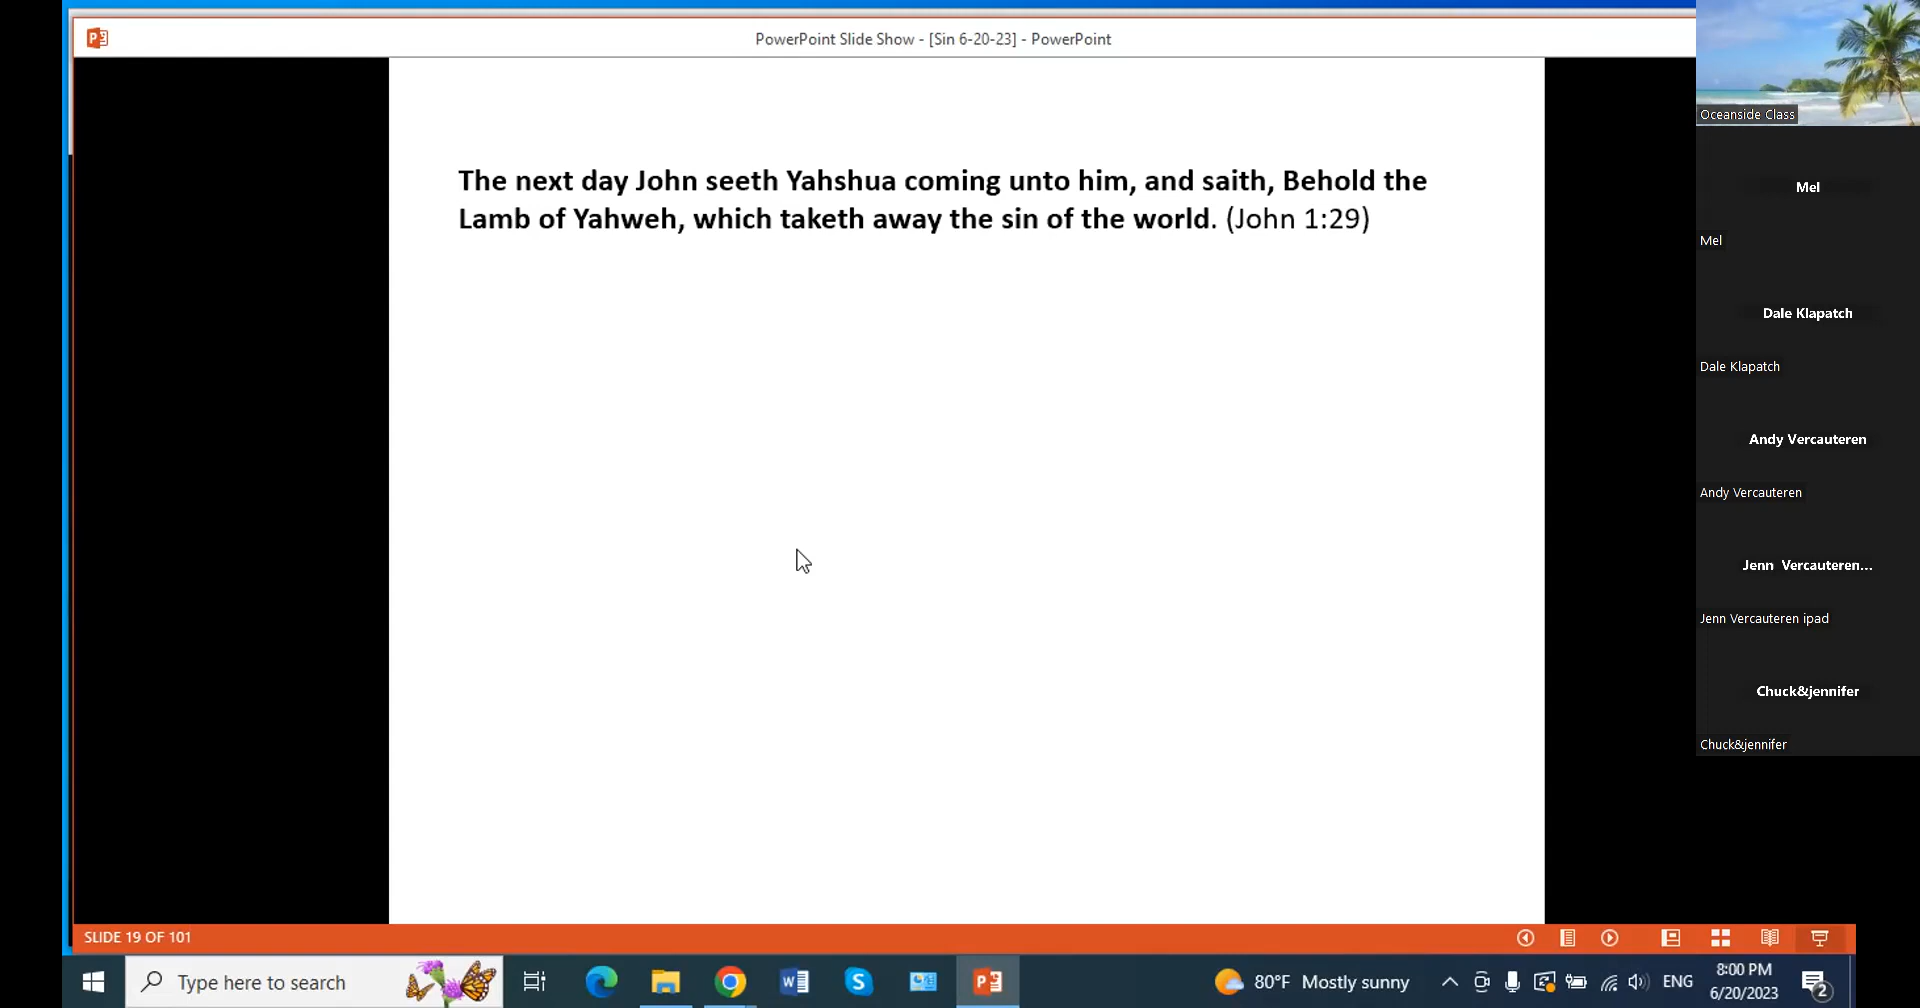 PowerPoint Slide Show - [Sin 6-20-23] - PowerPoint
The next day John seeth Yahshua coming unto him, and saith, Behold the
Lamb of Yahweh, which taketh away the sin of the world. (John 1:29)
Oceanside Class
Mel
Mel
Dale Klapatch
Dale Klapatch
Andy Vercauteren
Andy Vercauteren
Jenn Vercauteren...
Jenn Vercauteren ipad
Chuck&jennifer
Chuck&jennifer
SLIDE 19 OF 101
Type here to search
80°F Mostly sunny
ENG
8:00 PM
6/20/2023
2